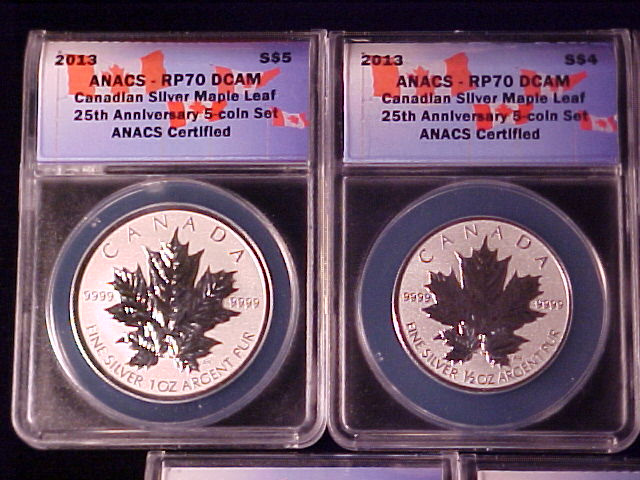 2013 S$5
ANACS - RP70 DCAM
Canadian Silver Maple Leaf
25th Anniversary 5-coin Set
ANACS Certified
CANADA
9999 9999
FINE SILVER 1 OZ ARGENT PUR
2013 S$4
ANACS - RP70 DCAM
Canadian Silver Maple Leaf
25th Anniversary 5-coin Set
ANACS Certified
CANADA
9999 9999
FINE SILVER ½ OZ ARGENT PUR